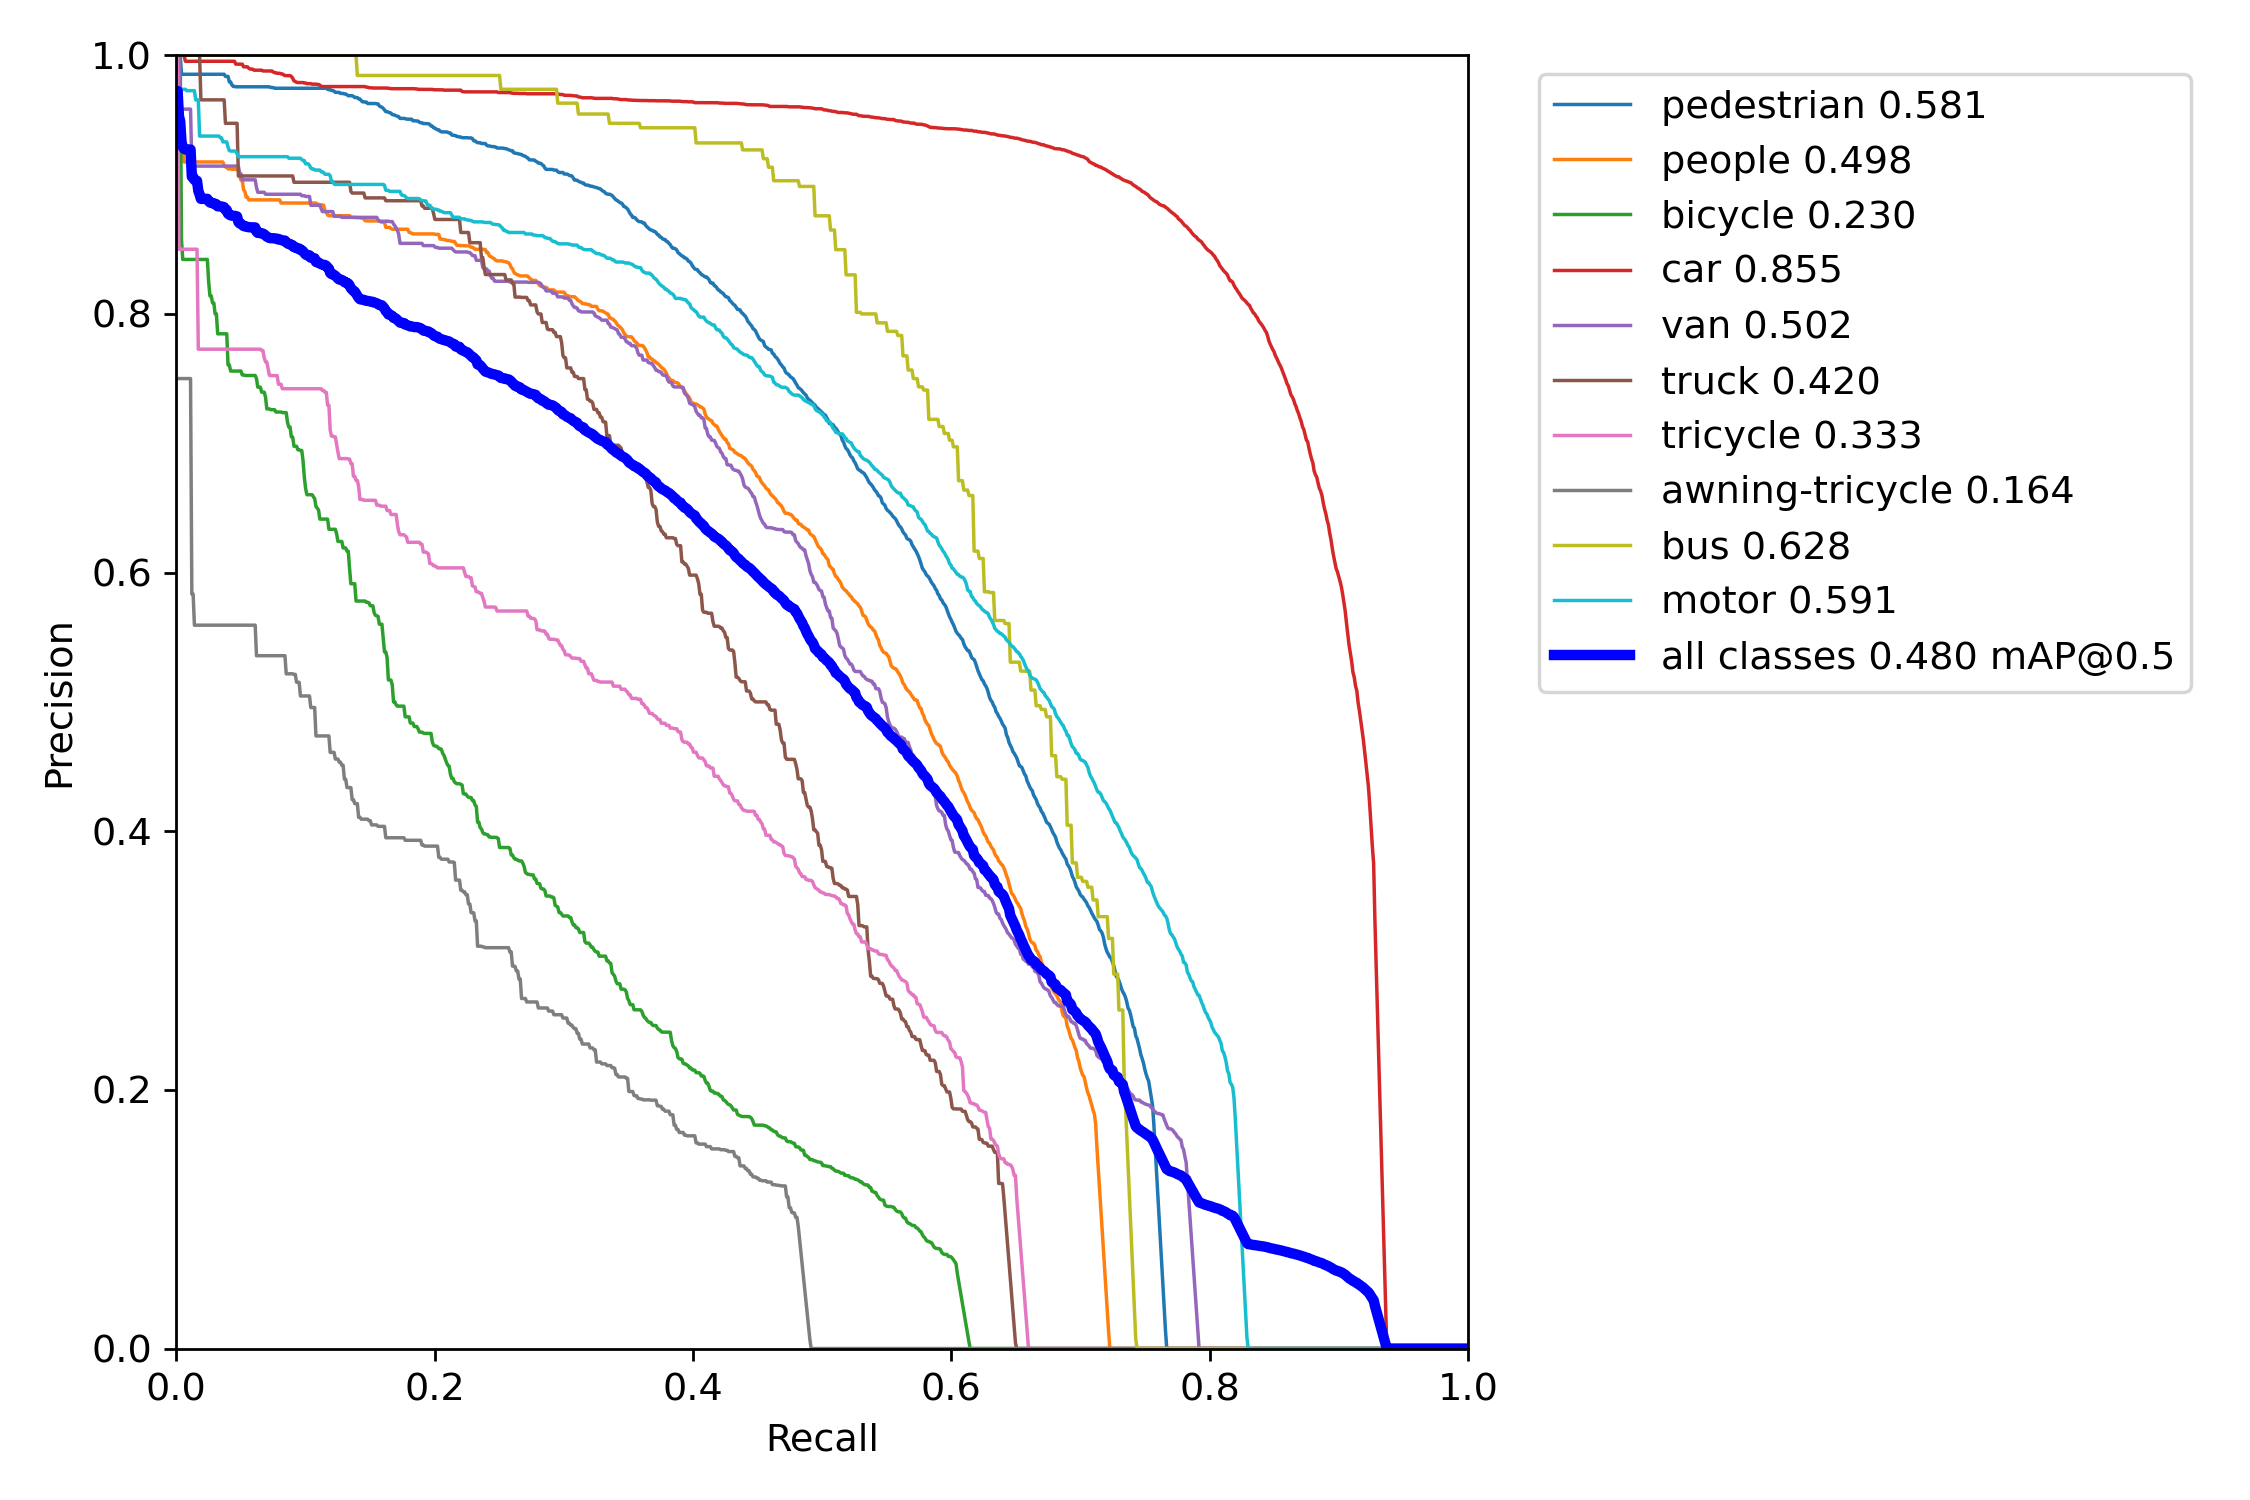 1.0
0.8
0.6
0.4
0.2
0.0
Precision
0.0 0.2 0.4 0.6 0.8 1.0
Recall
pedestrian 0.581
people 0.498
bicycle 0.230
car 0.855
van 0.502
truck 0.420
tricycle 0.333
awning-tricycle 0.164
bus 0.628
motor 0.591
all classes 0.480 mAP@0.5